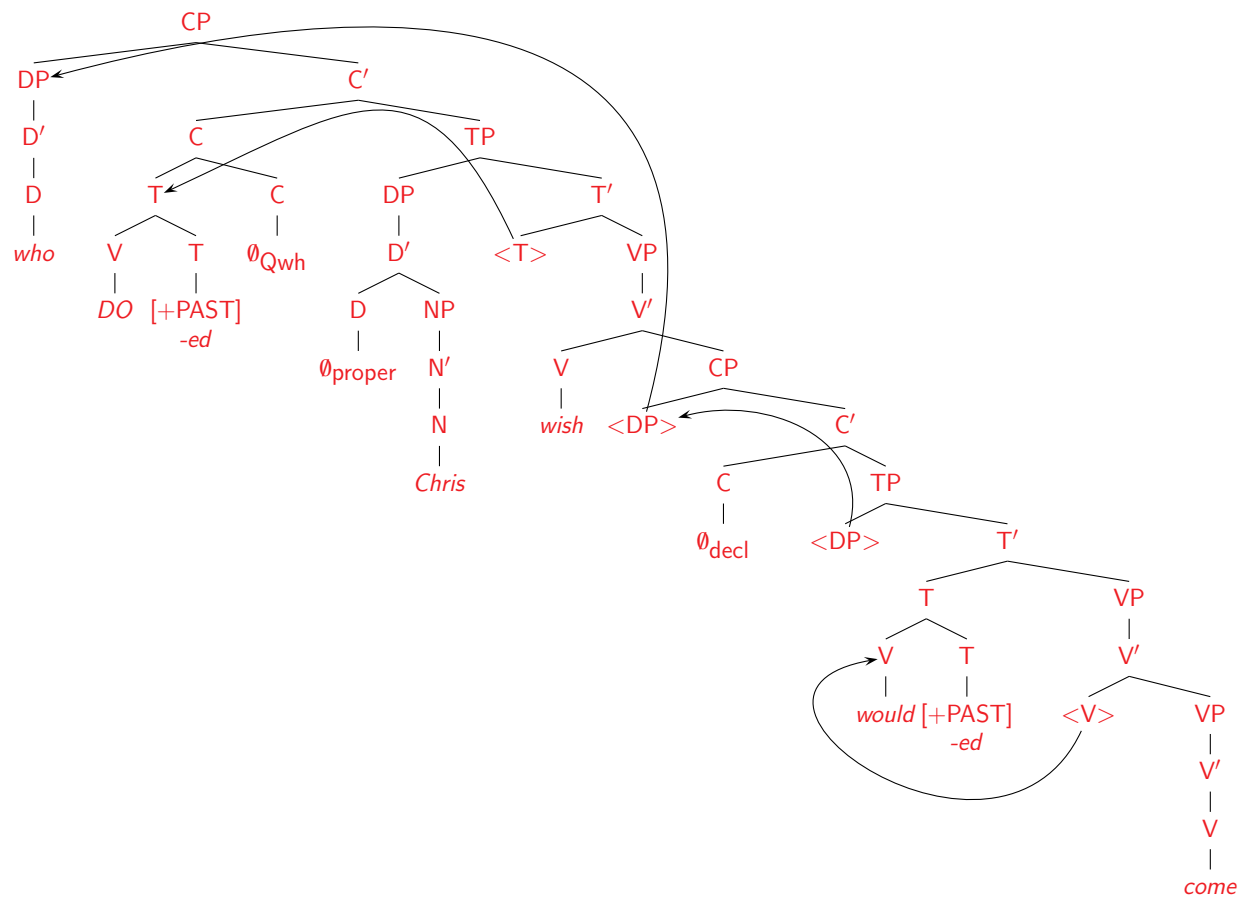 CP
DP C′
D′ C TP
D T C DP T′
who V T ∅Qwh D′ <T> VP
DO [+PAST] D NP V′
-ed
∅proper N′ V CP
N wish <DP> C′
Chris C TP
∅decl <DP> T′
T VP
V T V′
would [+PAST] <V> VP
-ed
V′
V
come